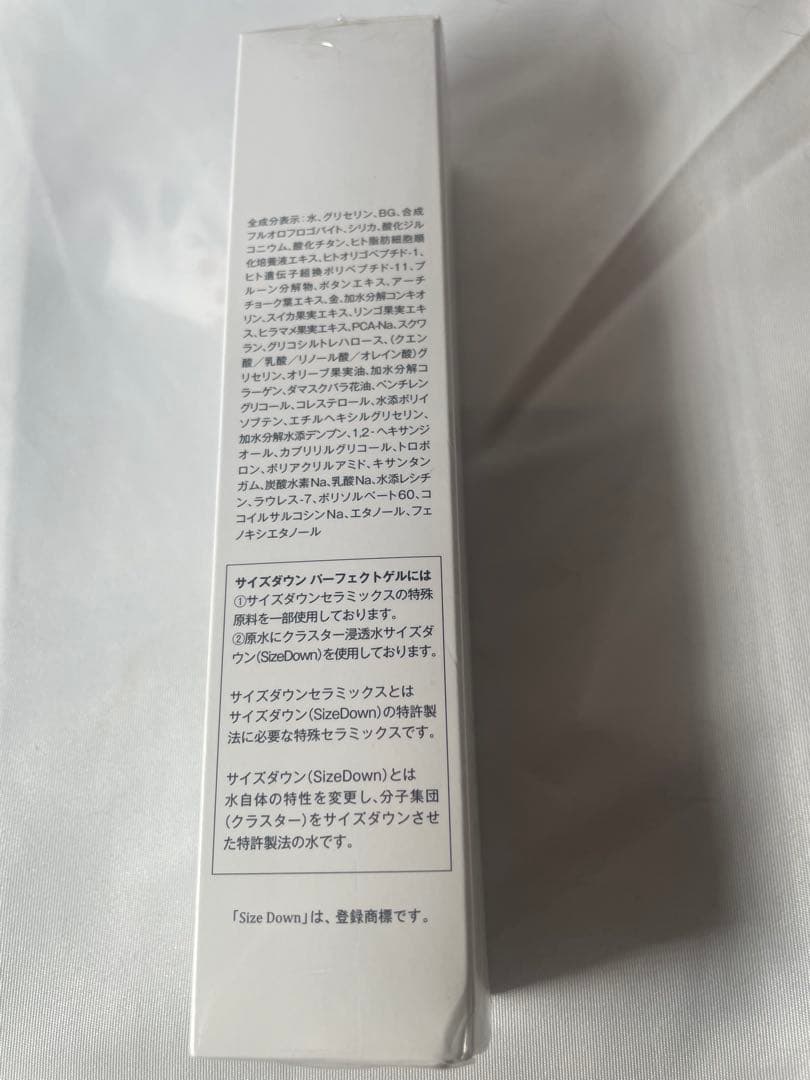 全成分表示:水、グリセリン、BG、合成
フルオロフロゴパイト、シリカ、酸化ジル
コニウム、酸化チタン、ヒト脂肪細胞順
化培養液エキス、ヒトオリゴペプチド-1、
ヒト遺伝子組換ポリペプチド-11、プ
ルーン分解物、ボタンエキス、アーテ
チョーク葉エキス、金、加水分解コンキオ
リン、スイカ果実エキス、リンゴ果実エキ
ス、ヒラマメ果実エキス、PCA-Na、スクワ
ラン、グリコシルトレハロース、(クエン
酸/乳酸/リノール酸/オレイン酸)グ
リセリン、オリーブ果実油、加水分解コ
ラーゲン、ダマスクバラ花油、ペンチレン
グリコール、コレステロール、水添ポリイ
ソブテン、エチルヘキシルグリセリン、
加水分解水添デンプン、1,2-ヘキサンジ
オール、カプリリルグリコール、トロポ
ロン、ポリアクリルアミド、キサンタン
ガム、炭酸水素Na、乳酸Na、水添レシチ
ン、ラウレス-7、ポリソルベート60、コ
コイルサルコシンNa、エタノール、フェ
ノキシエタノール
サイズダウン パーフェクトゲルには
①サイズダウンセラミックスの特殊
原料を一部使用しております。
②原水にクラスター浸透水サイズダ
ウン(SizeDown)を使用しております。
サイズダウンセラミックスとは
サイズダウン(SizeDown)の特許製
法に必要な特殊セラミックスです。
サイズダウン(SizeDown)とは
水自体の特性を変更し、分子集団
(クラスター)をサイズダウンさせ
た特許製法の水です。
「Size Down」は、登録商標です。